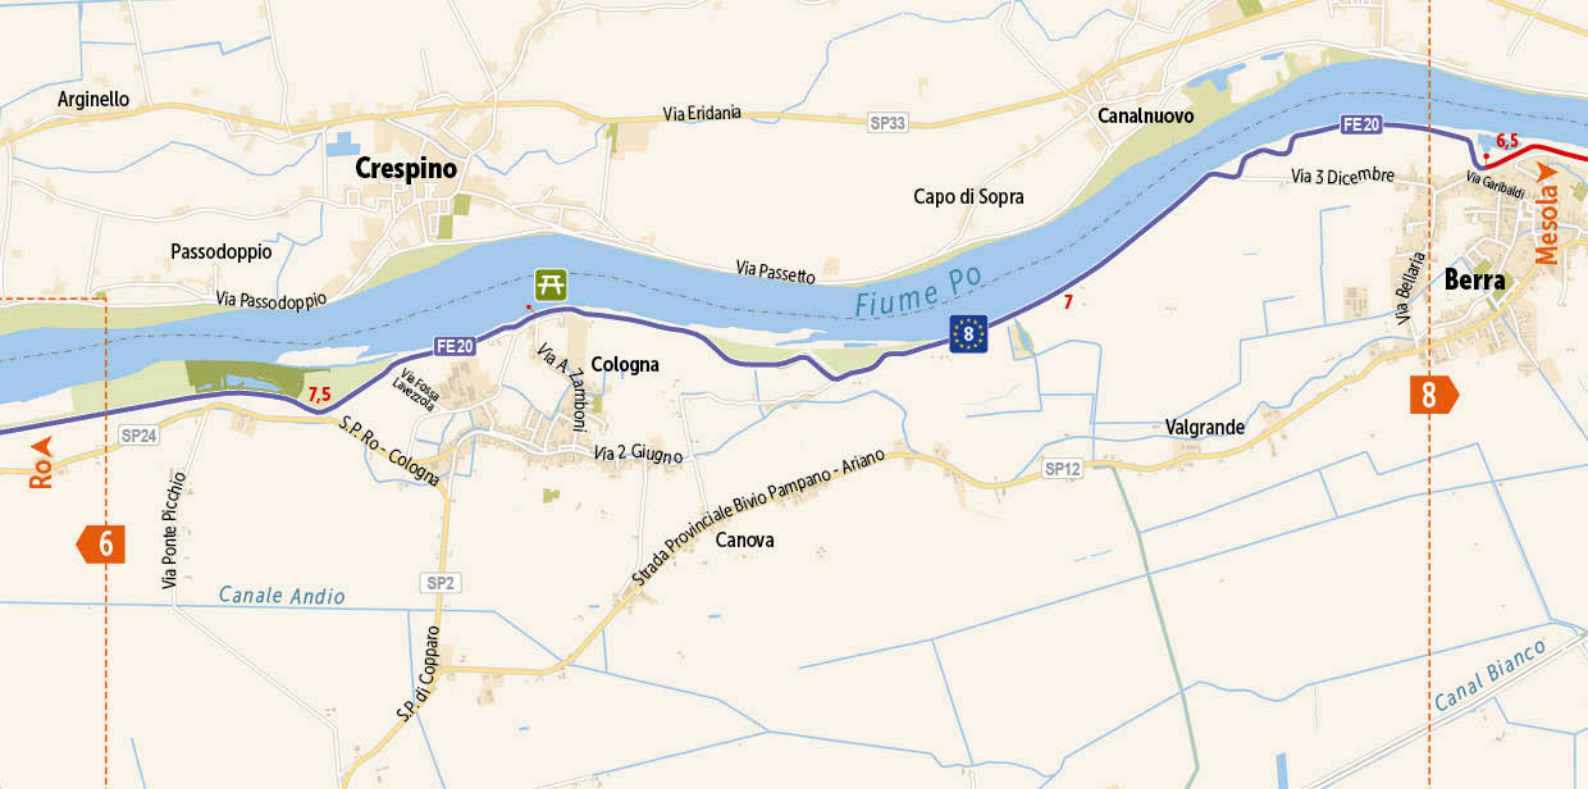 Arginello
Via Eridania
SP33
Canalnuovo
FE20
6,5
Crespino
Via 3 Dicembre
Via Garibaldi
Capo di Sopra
Mesola
Passodoppio
Via Passetto
Fiume Po
Via Bellaria
Berra
Via Passodoppio
7
8
FE20
Via A. Zamboni
Cologna
Via Fossa
Lavezzola
7,5
8
SP24
S.P. Ro - Cologna
Via 2 Giugno
Valgrande
Ro
SP12
Strada Provinciale Bivio Pampano - Ariano
Via Ponte Picchio
6
Canova
SP2
Canale Andio
S.P. di Copparo
Canal Bianco